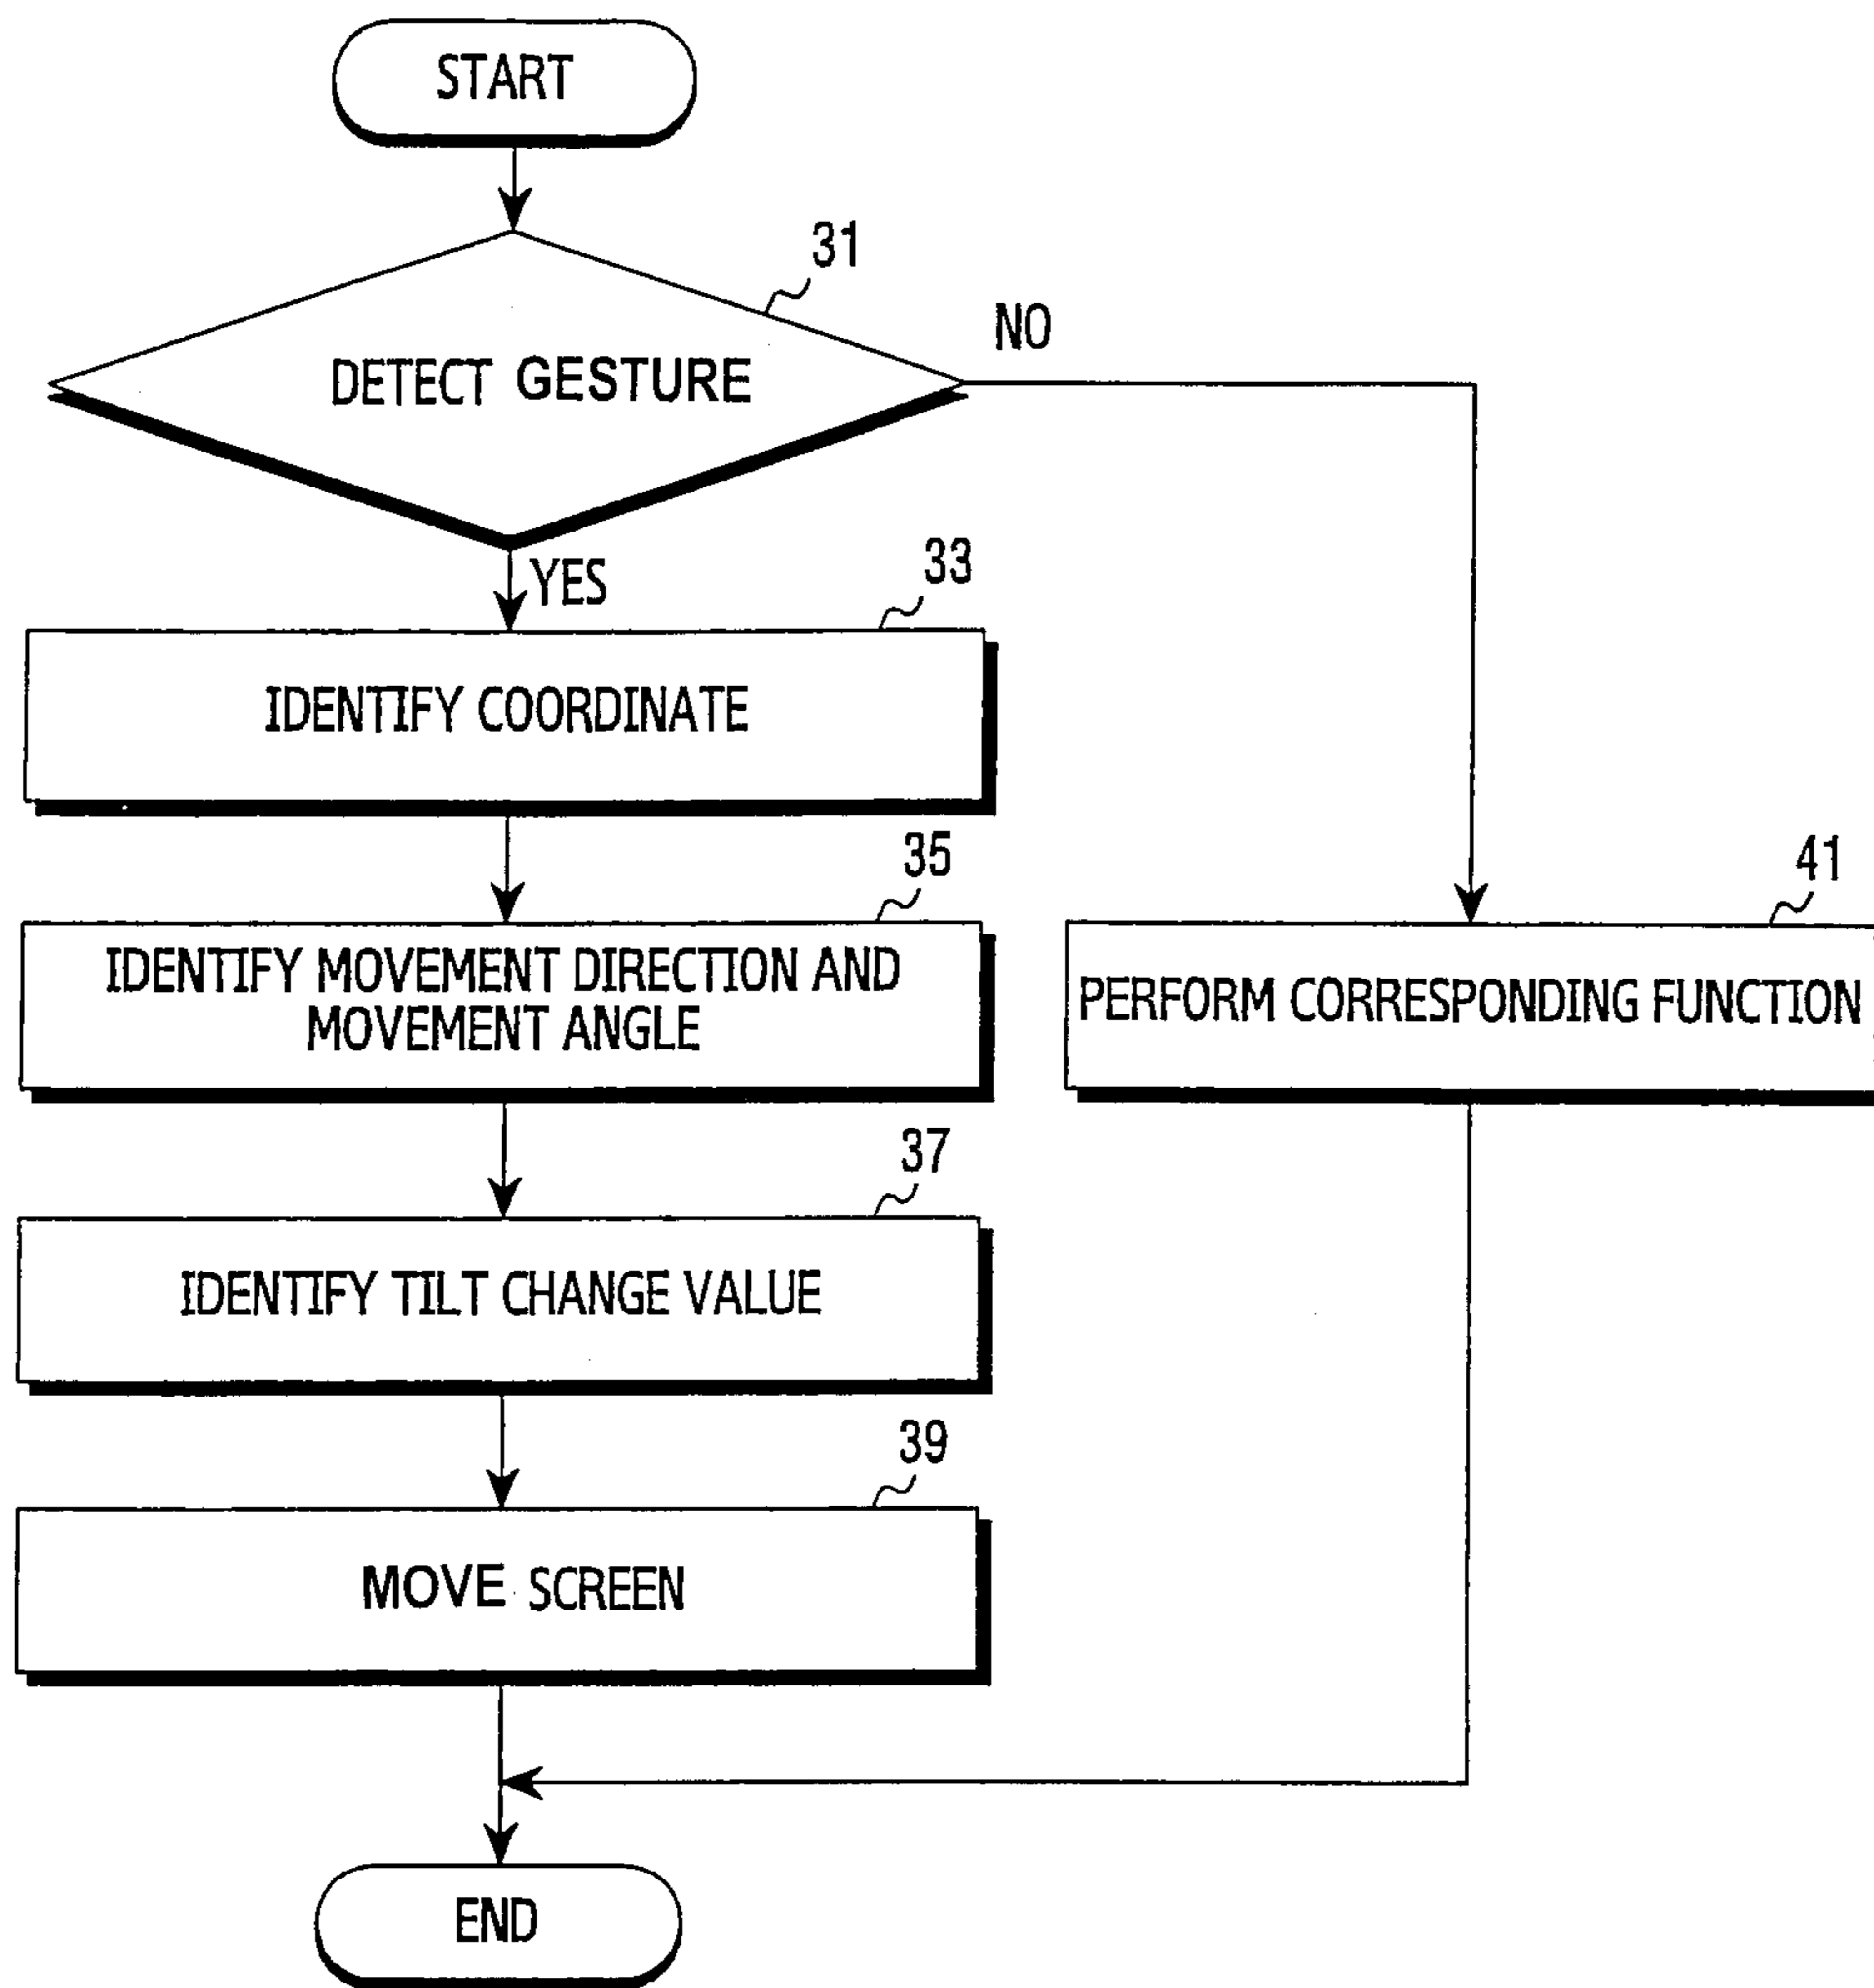 START
31
NO
DETECT GESTURE
YES
33
IDENTIFY COORDINATE
35
IDENTIFY MOVEMENT DIRECTION AND
MOVEMENT ANGLE
41
PERFORM CORRESPONDING FUNCTION
37
IDENTIFY TILT CHANGE VALUE
39
MOVE SCREEN
END